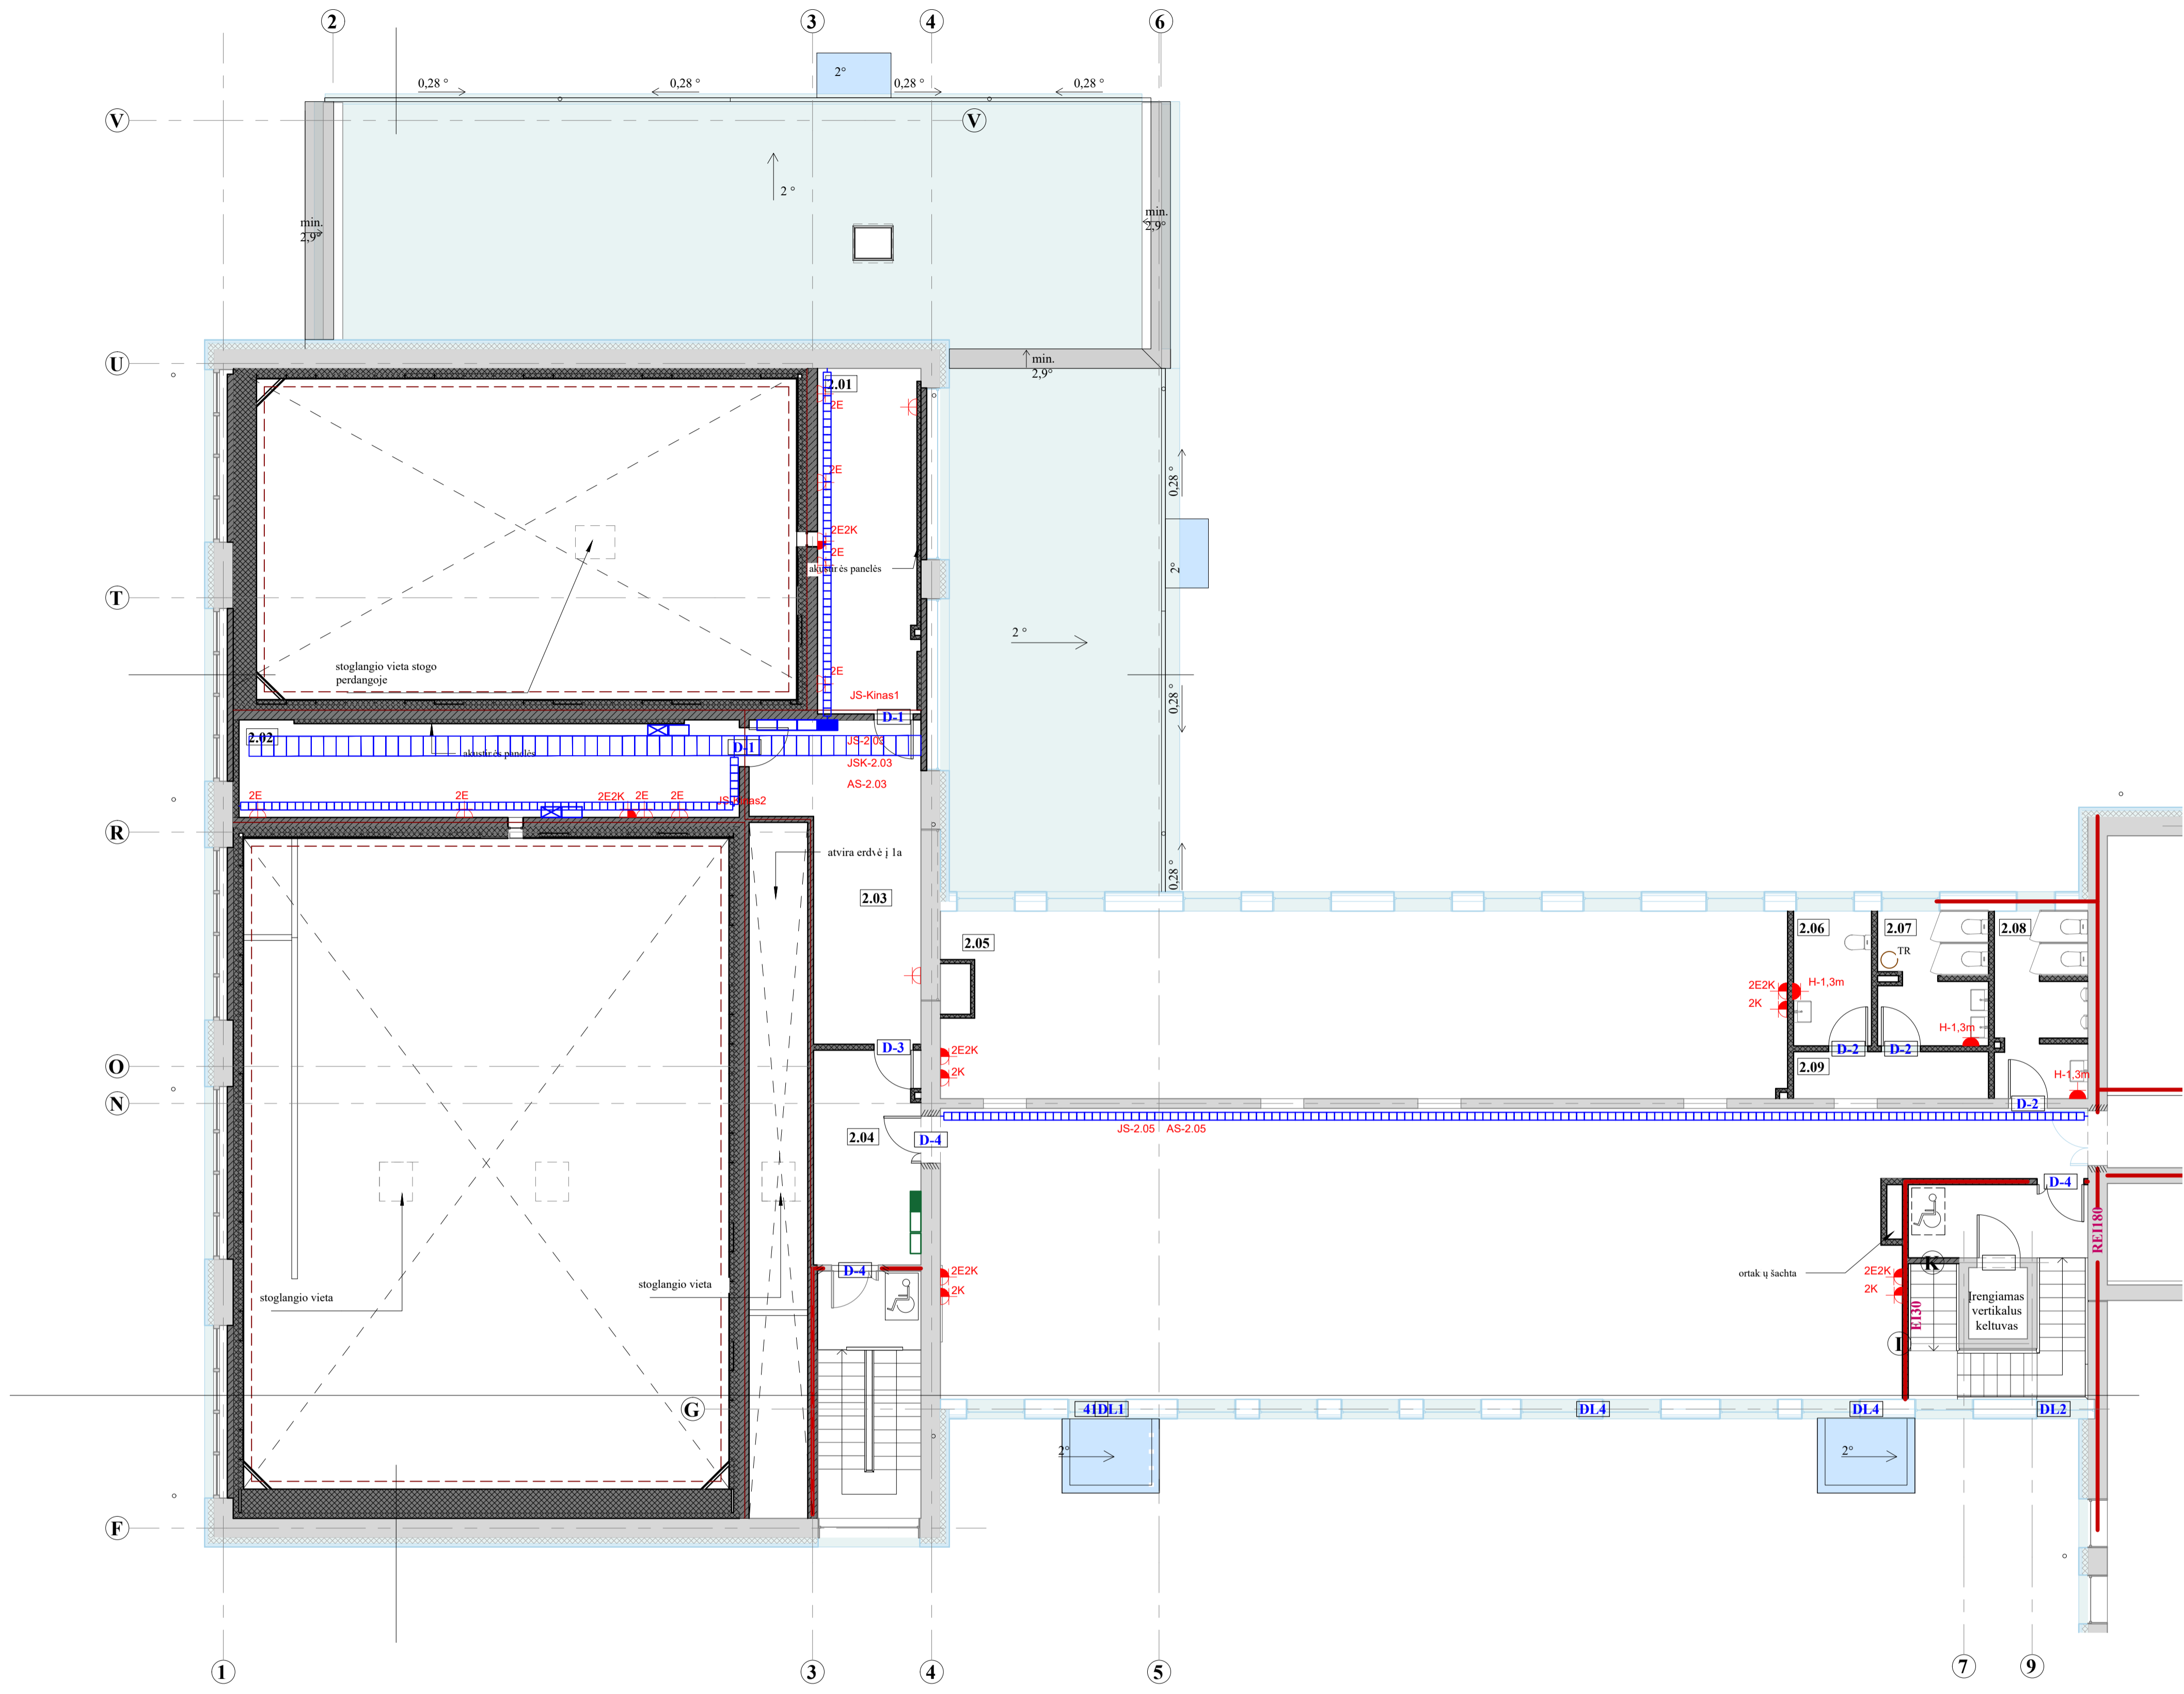 2
3
4
6
2°
0,28 °
0,28 °
0,28 °
0,28 °
V
V
2 °
min.
2,9°
min.
2,9°
U
min.
2,9°
2.01
2E
2E
0,28 °
2E2K
2E
akustinės panelės
2°
T
2 °
stoglangio vieta stogo
perdangoje
2E
JS-Kinas1
0,28 °
D-1
2.02
JS-2.03
D-1
akustinės panelės
JSK-2.03
AS-2.03
2E
2E
2E2K
2E
2E
JS-Kinas2
R
atvira erdvė į 1a
0,28 °
2.03
2.05
2.06
2.07
2.08
TR
2E2K
H-1,3m
2K
H-1,3m
D-3
2E2K
D-2
D-2
O
2K
2.09
H-1,3m
N
D-2
JS-2.05
AS-2.05
2.04
D-4
D-4
REI180
K
D-4
2E2K
ortakių šachta
2E2K
stoglangio vieta
2K
2K
stoglangio vieta
Įrengiamas
vertikalus
keltuvas
EI30
I
G
41DL1
DL4
DL4
DL2
2°
2°
F
1
3
4
5
7
9